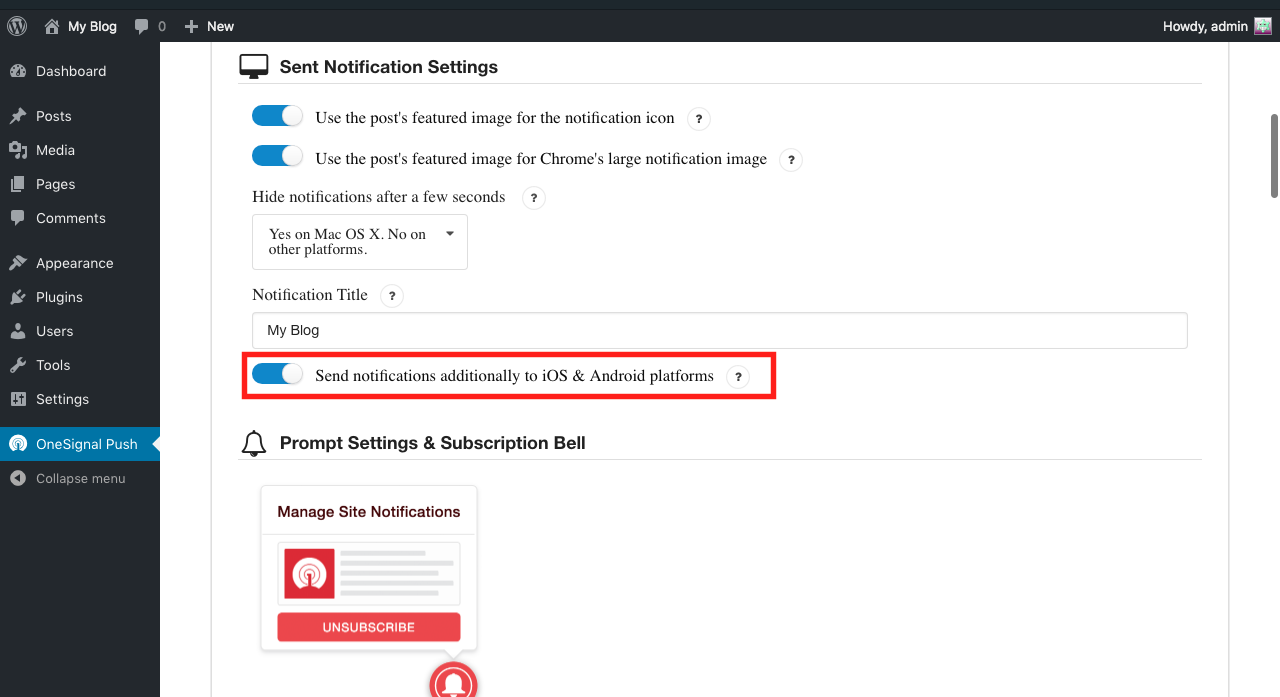 My Blog 0 New Howdy, admin
Dashboard
Posts
Media
Pages
Comments
Appearance
Plugins
Users
Tools
Settings
OneSignal Push
Collapse menu
Sent Notification Settings
Use the post's featured image for the notification icon ?
Use the post's featured image for Chrome's large notification image ?
Hide notifications after a few seconds ?
Yes on Mac OS X. No on
other platforms.
Notification Title ?
My Blog
Send notifications additionally to iOS & Android platforms ?
Prompt Settings & Subscription Bell
Manage Site Notifications
UNSUBSCRIBE